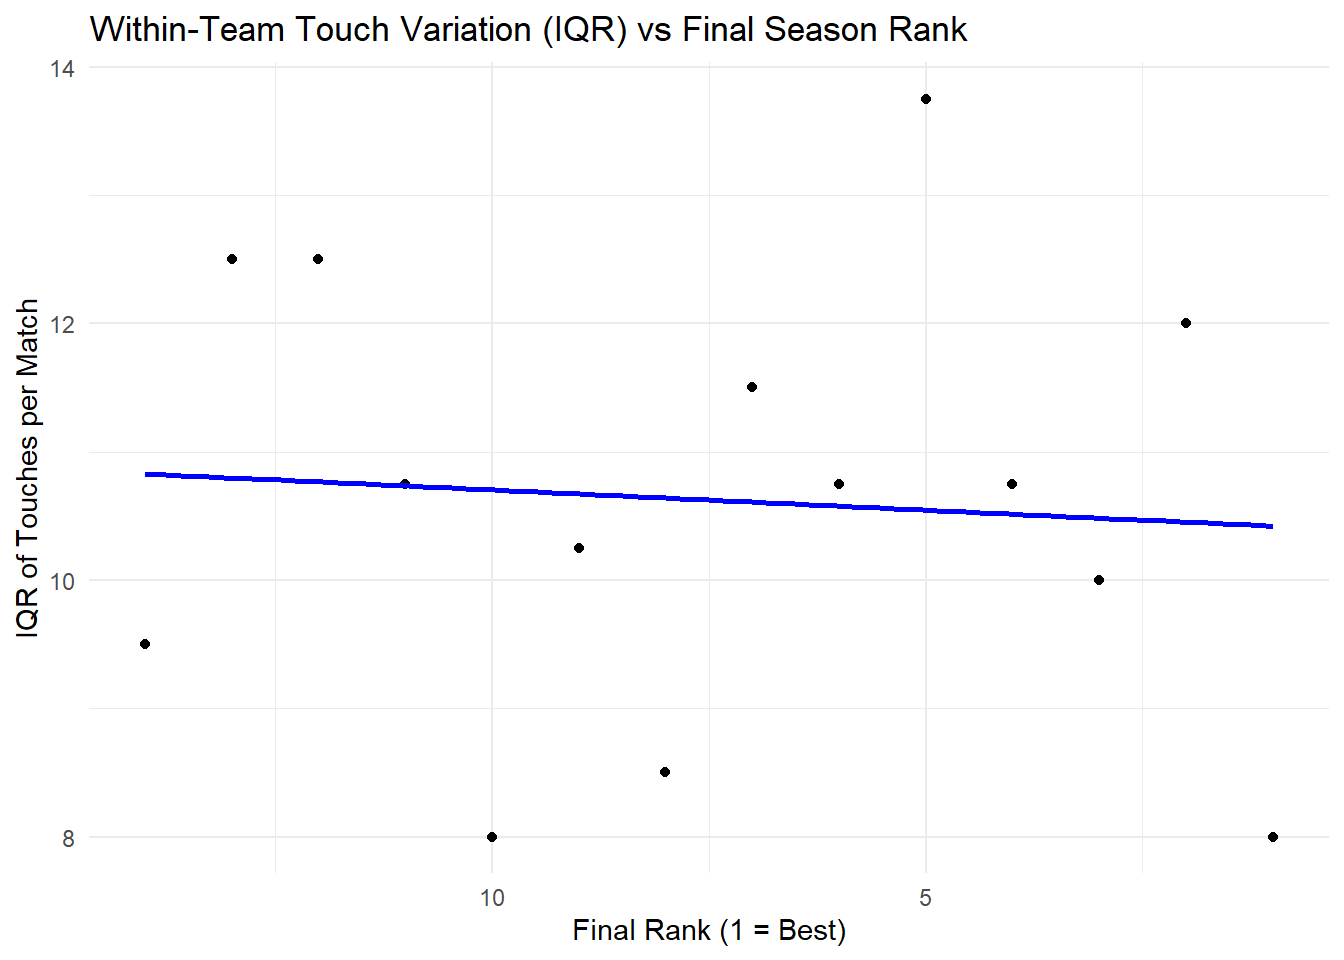 Within-Team Touch Variation (IQR) vs Final Season Rank
14
12
10
8
IQR of Touches per Match
10 5
Final Rank (1 = Best)